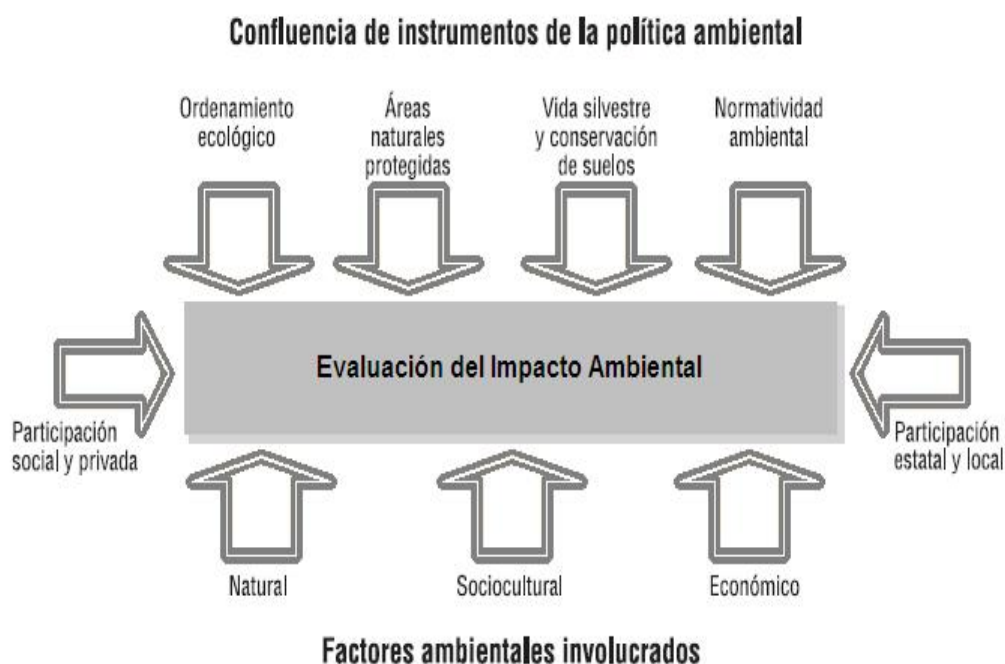 Confluencia de instrumentos de la política ambiental
Ordenamiento
ecológico
Áreas
naturales
protegidas
Vida silvestre
y conservación
de suelos
Normatividad
ambiental
Evaluación del Impacto Ambiental
Participación
social y privada
Participación
estatal y local
Natural
Sociocultural
Económico
Factores ambientales involucrados